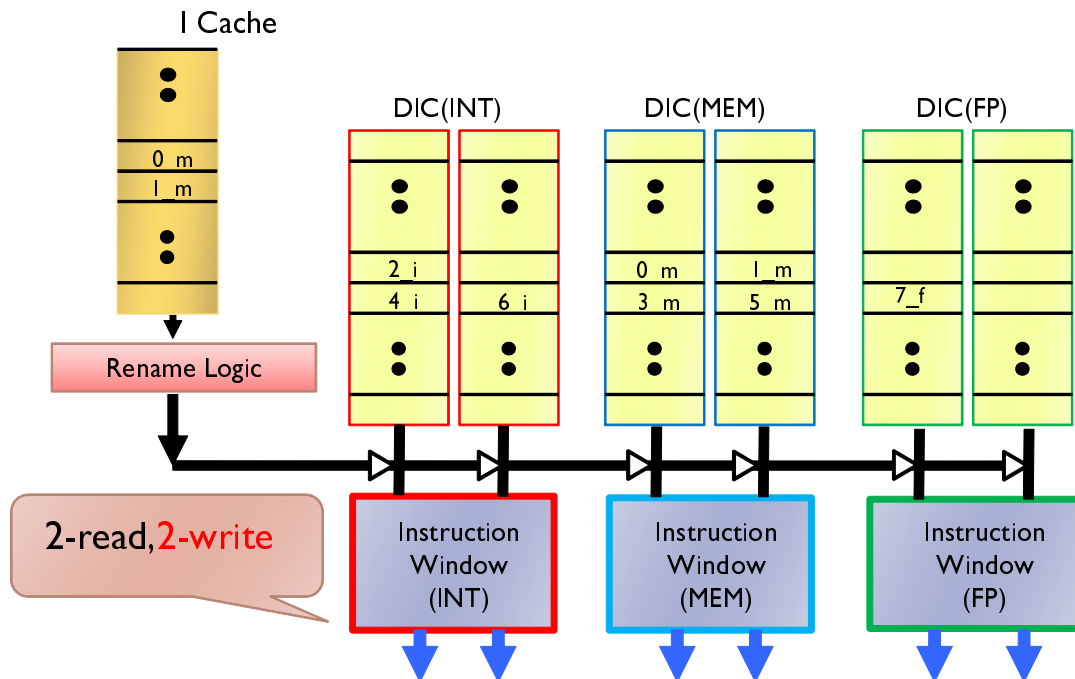 I Cache
0_m
1_m
Rename Logic
DIC(INT)
2_i
4_i
6_i
DIC(MEM)
0_m
1_m
3_m
5_m
DIC(FP)
7_f
2-read,2-write
Instruction
Window
(INT)
Instruction
Window
(MEM)
Instruction
Window
(FP)